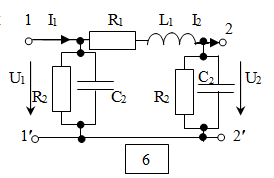 1 I₁ R₁ L₁ I₂ 2
U₁ R₂ C₂ R₂ C₂ U₂
1′ 2′
6